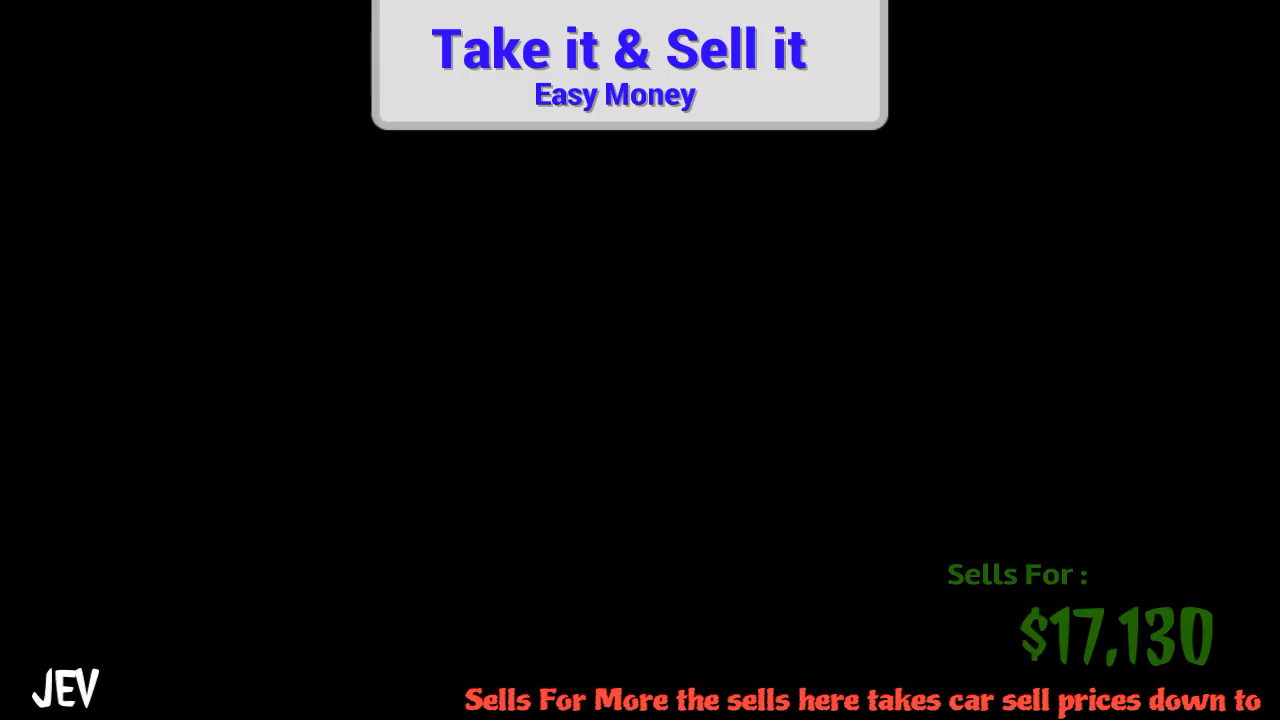 Take it & Sell it
Easy Money
Sells For :
$17,130
JEV
Sells For More the sells here takes car sell prices down to